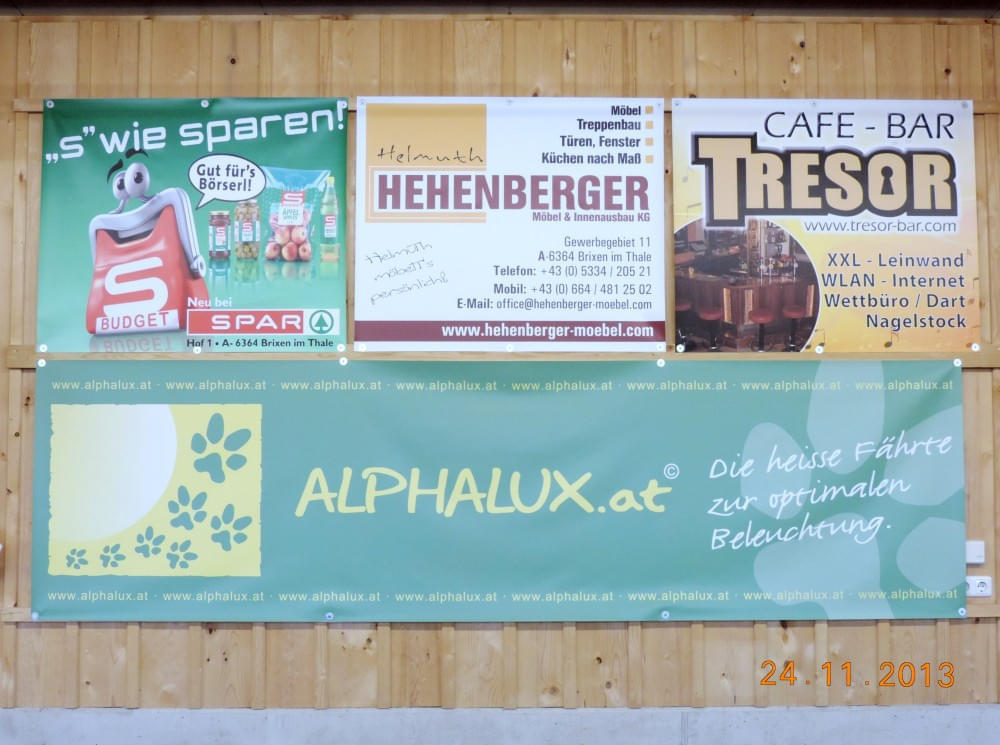 „s” wie sparen!
Gut für's
Börserl!
ÄPFEL
S
BUDGET
Neu bei
SPAR
Hof 1 • A- 6364 Brixen im Thale
Möbel
Treppenbau
Türen, Fenster
Küchen nach Maß
Helmuth
HEHENBERGER
Möbel & Innenausbau KG
Helmuth
möbelt's
persönlich!
Gewerbegebiet 11
A-6364 Brixen im Thale
Telefon: +43 (0) 5334 / 205 21
Mobil: +43 (0) 664 / 481 25 02
E-Mail: office@hehenberger-moebel.com
www.hehenberger-moebel.com
CAFE - BAR
TRESOR
www.tresor-bar.com
XXL - Leinwand
WLAN - Internet
Wettbüro / Dart
Nagelstock
www.alphalux.at · www.alphalux.at · www.alphalux.at · www.alphalux.at · www.alphalux.at · www.alphalux.at · www.alphalux.at · www.alphalux.at
ALPHALUX.at©
Die heisse Fährte
zur optimalen
Beleuchtung.
www.alphalux.at · www.alphalux.at · www.alphalux.at · www.alphalux.at · www.alphalux.at · www.alphalux.at · www.alphalux.at · www.alphalux.at
24.11.2013